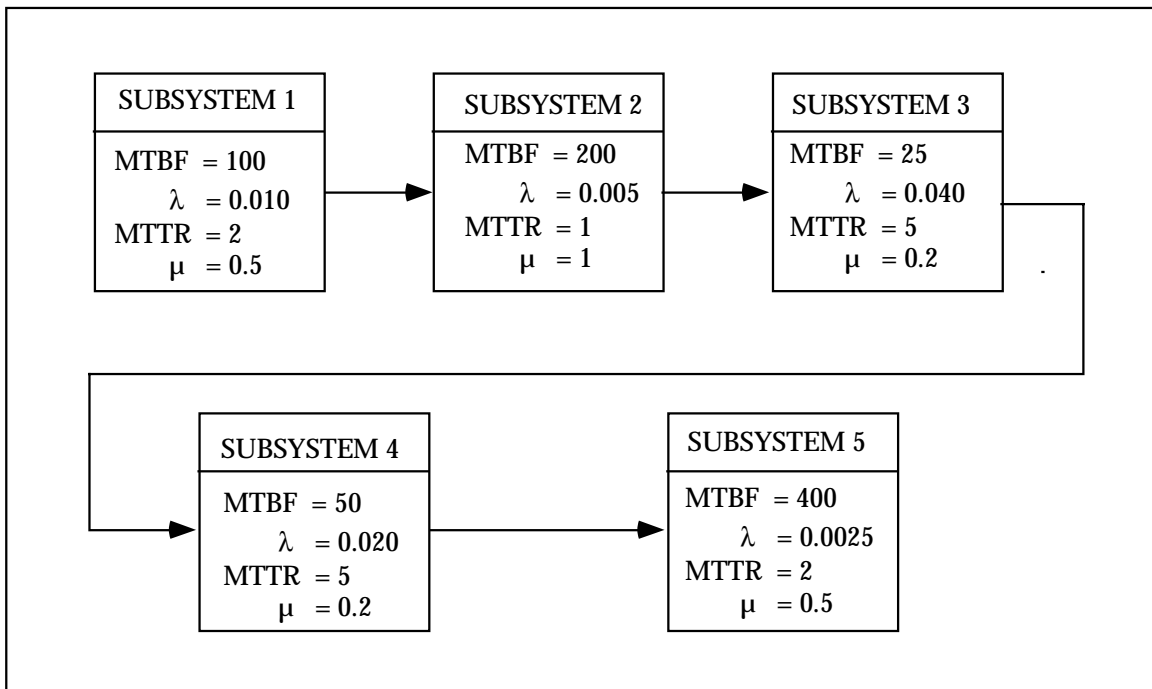 SUBSYSTEM 1
MTBF = 100
λ = 0.010
MTTR = 2
μ = 0.5
SUBSYSTEM 2
MTBF = 200
λ = 0.005
MTTR = 1
μ = 1
SUBSYSTEM 3
MTBF = 25
λ = 0.040
MTTR = 5
μ = 0.2
.
SUBSYSTEM 4
MTBF = 50
λ = 0.020
MTTR = 5
μ = 0.2
SUBSYSTEM 5
MTBF = 400
λ = 0.0025
MTTR = 2
μ = 0.5